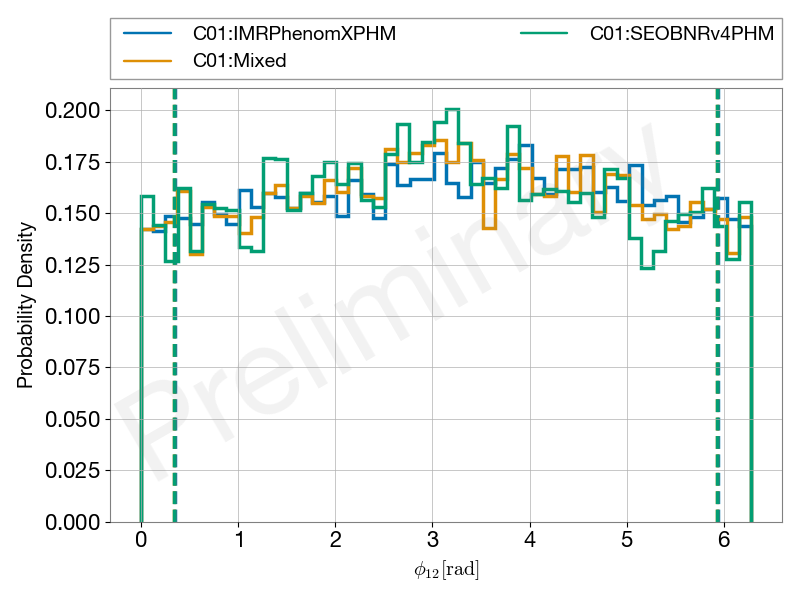 C01:IMRPhenomXPHM
C01:Mixed
C01:SEOBNRv4PHM
Preliminary
0.200
0.175
0.150
0.125
0.100
0.075
0.050
0.025
0.000
Probability Density
0 1 2 3 4 5 6
ϕ₁₂[rad]